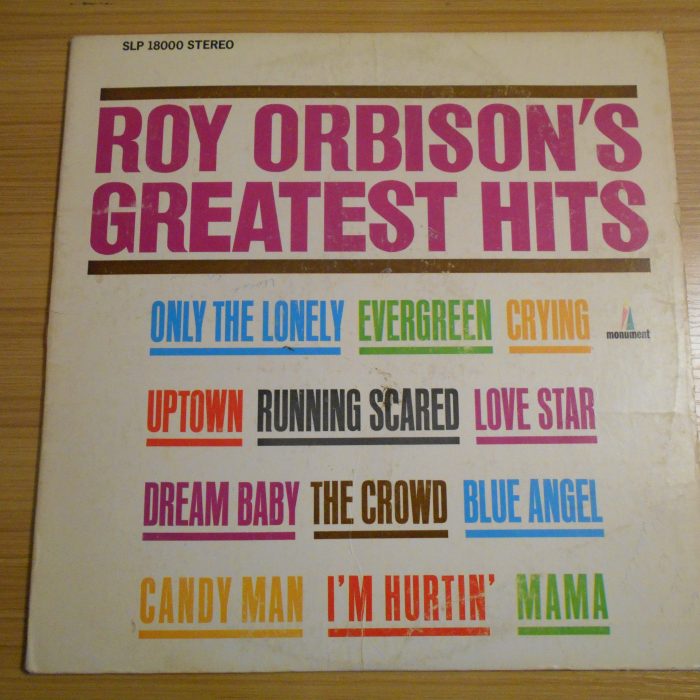 SLP 18000 STEREO
ROY ORBISON'S
GREATEST HITS
ONLY THE LONELY EVERGREEN CRYING
monument
UPTOWN RUNNING SCARED LOVE STAR
DREAM BABY THE CROWD BLUE ANGEL
CANDY MAN I'M HURTIN' MAMA